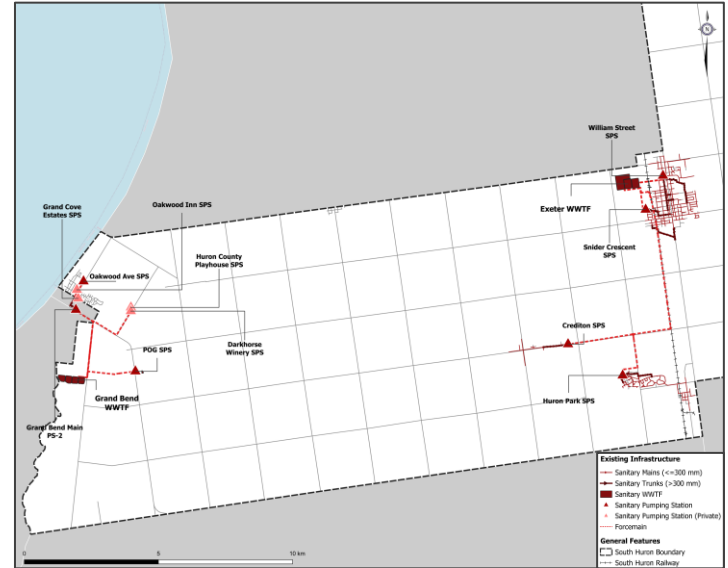 N
William Street
SPS
Exeter WWTF
Snider Crescent
SPS
Grand Cove
Estates SPS
Oakwood Inn SPS
Oakwood Ave SPS
Huron County
Playhouse SPS
Darkhorse
Winery SPS
POG SPS
Grand Bend
WWTF
Grand Bend Main
PS-2
Crediton SPS
Huron Park SPS
Existing Infrastructure
Sanitary Mains (<=300 mm)
Sanitary Trunks (>300 mm)
Sanitary WWTF
Sanitary Pumping Station
Sanitary Pumping Station (Private)
Forcemain
General Features
South Huron Boundary
South Huron Railway
0 5 10 km